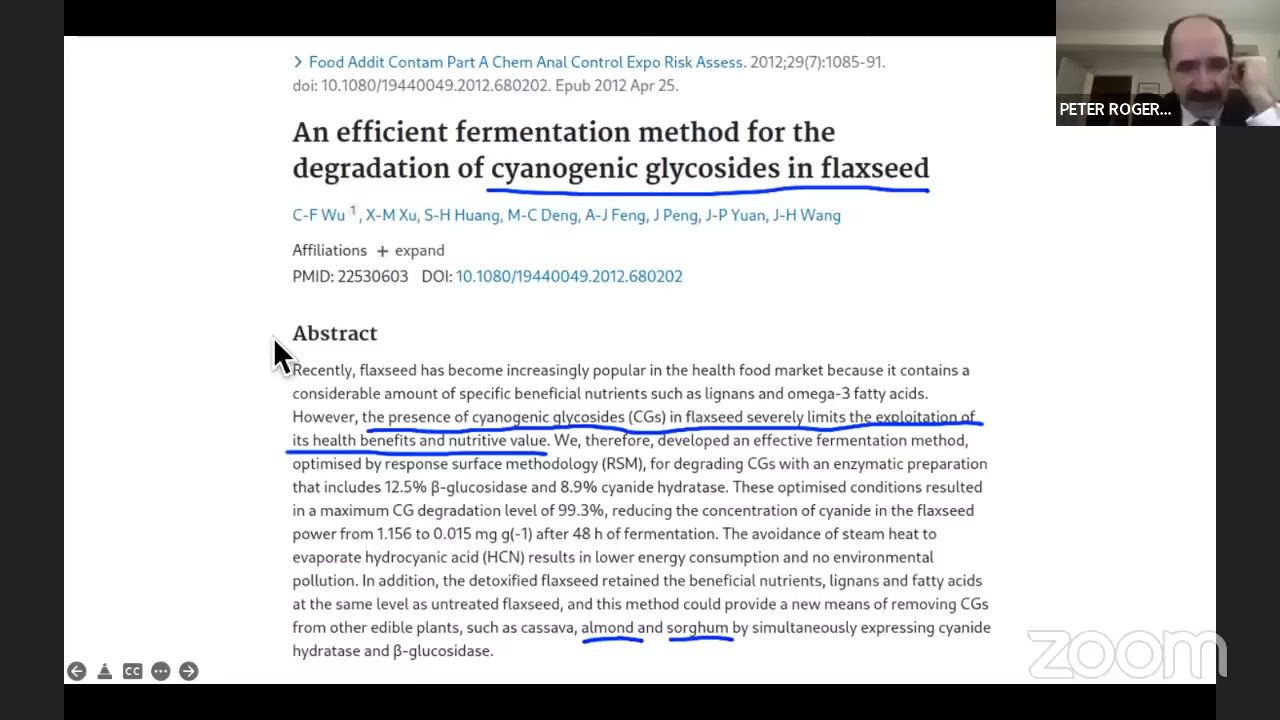 > Food Addit Contam Part A Chem Anal Control Expo Risk Assess. 2012;29(7):1085-91.
doi: 10.1080/19440049.2012.680202. Epub 2012 Apr 25.
PETER ROGER...
An efficient fermentation method for the
degradation of cyanogenic glycosides in flaxseed
C-F Wu 1, X-M Xu, S-H Huang, M-C Deng, A-J Feng, J Peng, J-P Yuan, J-H Wang
Affiliations + expand
PMID: 22530603 DOI: 10.1080/19440049.2012.680202
Abstract
Recently, flaxseed has become increasingly popular in the health food market because it contains a
considerable amount of specific beneficial nutrients such as lignans and omega-3 fatty acids.
However, the presence of cyanogenic glycosides (CGs) in flaxseed severely limits the exploitation of
its health benefits and nutritive value. We, therefore, developed an effective fermentation method,
optimised by response surface methodology (RSM), for degrading CGs with an enzymatic preparation
that includes 12.5% β-glucosidase and 8.9% cyanide hydratase. These optimised conditions resulted
in a maximum CG degradation level of 99.3%, reducing the concentration of cyanide in the flaxseed
power from 1.156 to 0.015 mg g(-1) after 48 h of fermentation. The avoidance of steam heat to
evaporate hydrocyanic acid (HCN) results in lower energy consumption and no environmental
pollution. In addition, the detoxified flaxseed retained the beneficial nutrients, lignans and fatty acids
at the same level as untreated flaxseed, and this method could provide a new means of removing CGs
from other edible plants, such as cassava, almond and sorghum by simultaneously expressing cyanide
hydratase and β-glucosidase.
CC
zoom